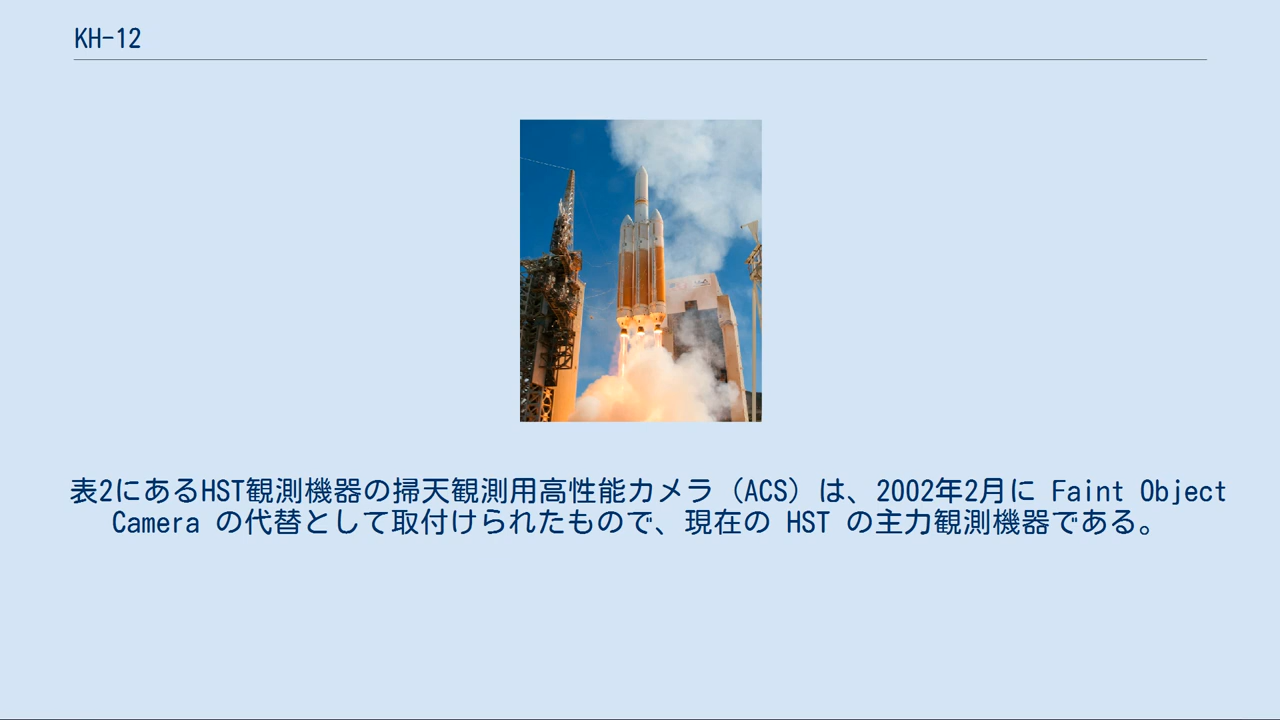 KH-12
表2にあるHST観測機器の掃天観測用高性能カメラ（ACS）は、2002年2月に Faint Object
Camera の代替として取付けられたもので、現在の HST の主力観測機器である。